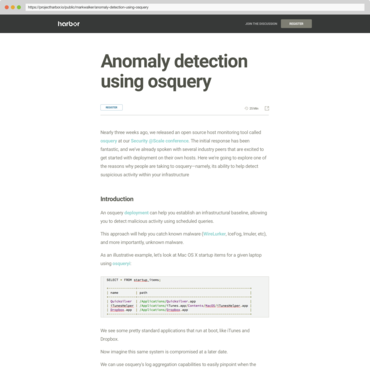 https://projectharbor.io/public/markwalker/anomaly-detection-using-osquery
harbor
JOIN THE DISCUSSION
REGISTER
Anomaly detection
using osquery
Nearly three weeks ago, we released an open source host monitoring tool called
osquery at our Security @Scale conference. The initial response has been
fantastic, and we've already spoken with several industry peers that are excited to
get started with deployment on their own hosts. Here we're going to explore one of
the reasons why people are taking to osquery—namely, its ability to help detect
suspicious activity within your infrastructure
Introduction
An osquery deployment can help you establish an infrastructural baseline, allowing
you to detect malicious activity using scheduled queries.
This approach will help you catch known malware (WireLurker, IceFog, Imuler, etc),
and more importantly, unknown malware.
As an illustrative example, let's look at Mac OS X startup items for a given laptop
using osqueryi:
SELECT * FROM startup_items;
| name | path
| Quicksilver | /Applications/Quicksilver.app
| iTunesHelper | /Applications/iTunes.app/Contents/MacOS/iTunesHelper.app
| Dropbox | /Applications/Dropbox.app
We see some pretty standard applications that run at boot, like iTunes and
Dropbox.
Now imagine this same system is compromised at a later date.
We can use osquery's log aggregation capabilities to easily pinpoint when the